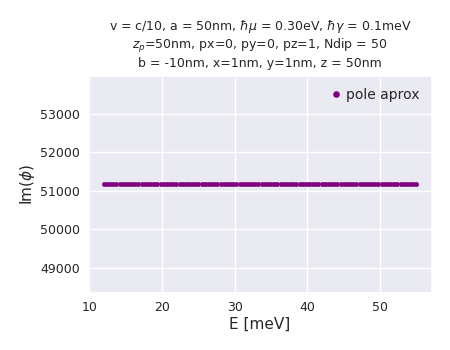 v = c/10, a = 50nm, ℏμ = 0.30eV, ℏγ = 0.1meV
zₚ=50nm, px=0, py=0, pz=1, Ndip = 50
b = -10nm, x=1nm, y=1nm, z = 50nm
pole aprox
53000
52000
51000
50000
49000
Im(ϕ)
10 20 30 40 50
E [meV]